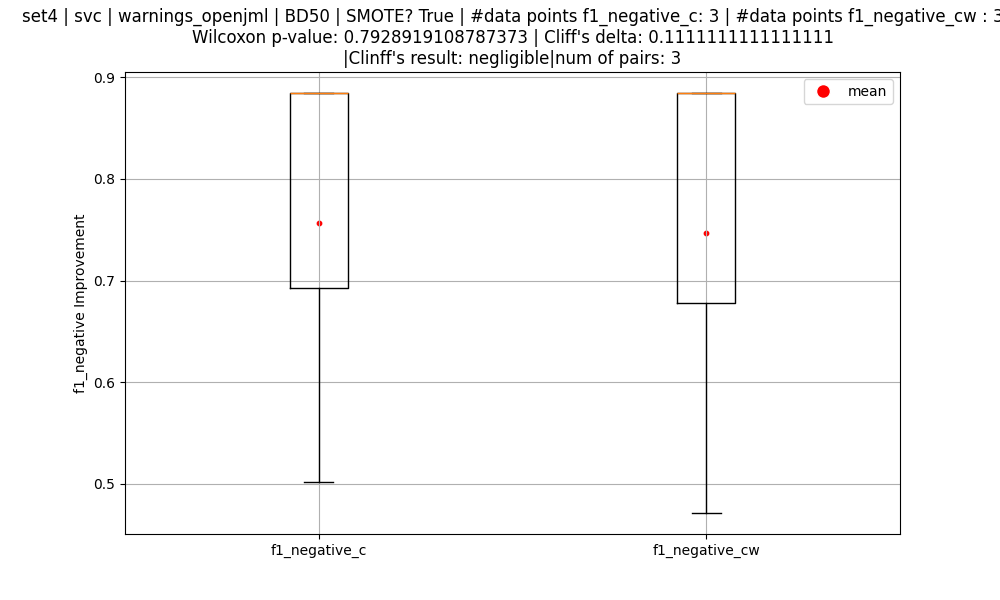 set4 | svc | warnings_openjml | BD50 | SMOTE? True | #data points f1_negative_c: 3 | #data points f1_negative_cw : 3
Wilcoxon p-value: 0.7928919108787373 | Cliff's delta: 0.1111111111111111
|Clinff's result: negligible|num of pairs: 3
mean
0.9
0.8
0.7
0.6
0.5
f1_negative Improvement
f1_negative_c
f1_negative_cw